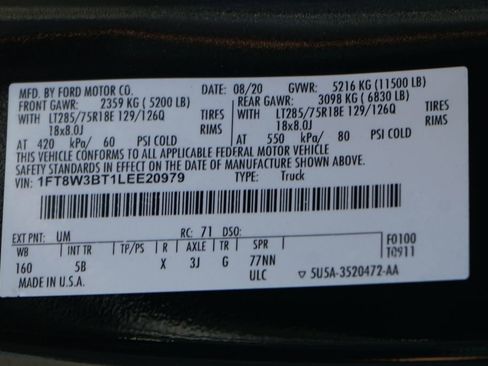 MFD. BY FORD MOTOR CO. DATE: 08/20 GVWR: 5216 KG (11500 LB)
FRONT GAWR: 2359 KG (5200 LB) REAR GAWR: 3098 KG (6830 LB)
WITH LT285/75R18E 129/126Q TIRES WITH LT285/75R18E 129/126Q TIRES
18x8.0J RIMS 18x8.0J RIMS
AT 420 kPa/ 60 PSI COLD AT 550 kPa/ 80 PSI COLD
THIS VEHICLE CONFORMS TO ALL APPLICABLE FEDERAL MOTOR VEHICLE
SAFETY STANDARDS IN EFFECT ON THE DATE OF MANUFACTURE SHOWN ABOVE.
VIN: 1FT8W3BT1LEE20979 TYPE: Truck
EXT PNT: UM RC: 71 DSO:
WB INT TR TP/PS R AXLE TR SPR F0100
T0911
160 5B X 3J G 77NN
MADE IN U.S.A. ULC ▽ 5U5A-3520472-AA